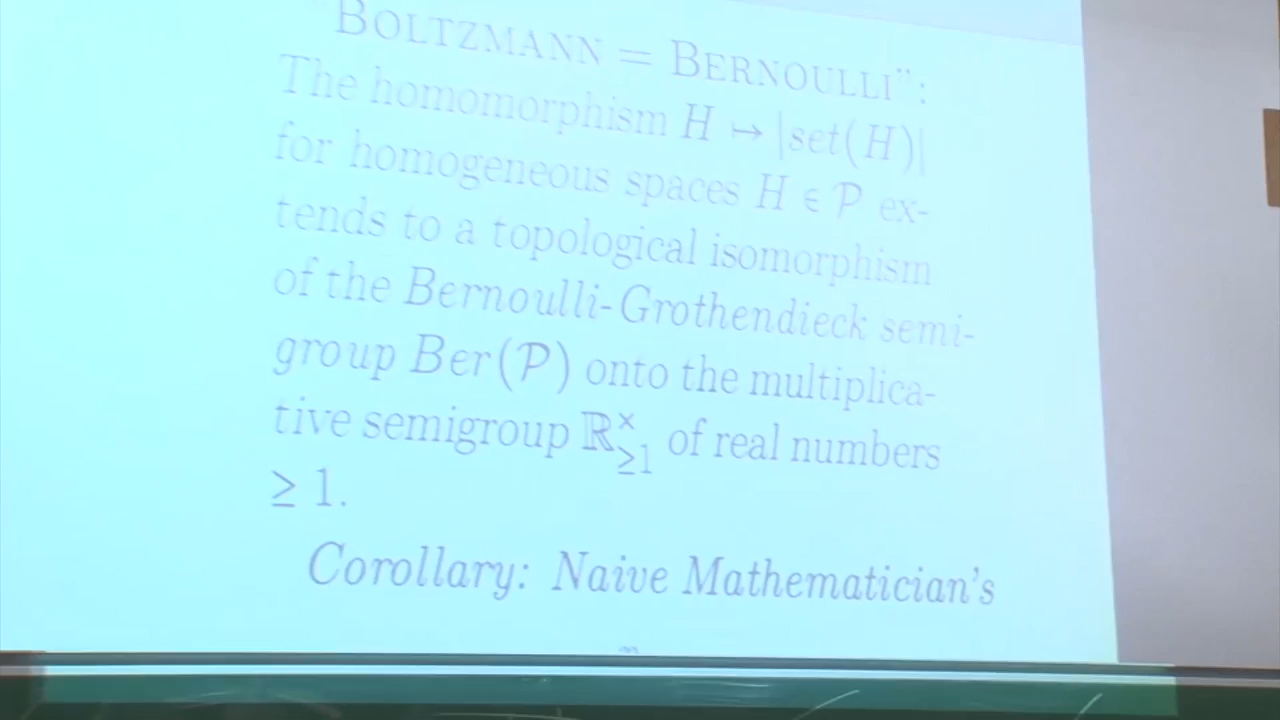 "BOLTZMANN = BERNOULLI":
The homomorphism H ↦ |set(H)|
for homogeneous spaces H ∈ P ex-
tends to a topological isomorphism
of the Bernoulli-Grothendieck semi-
group Ber(P) onto the multiplica-
tive semigroup ℝ^×_{≥1} of real numbers
≥ 1.
Corollary: Naive Mathematician's